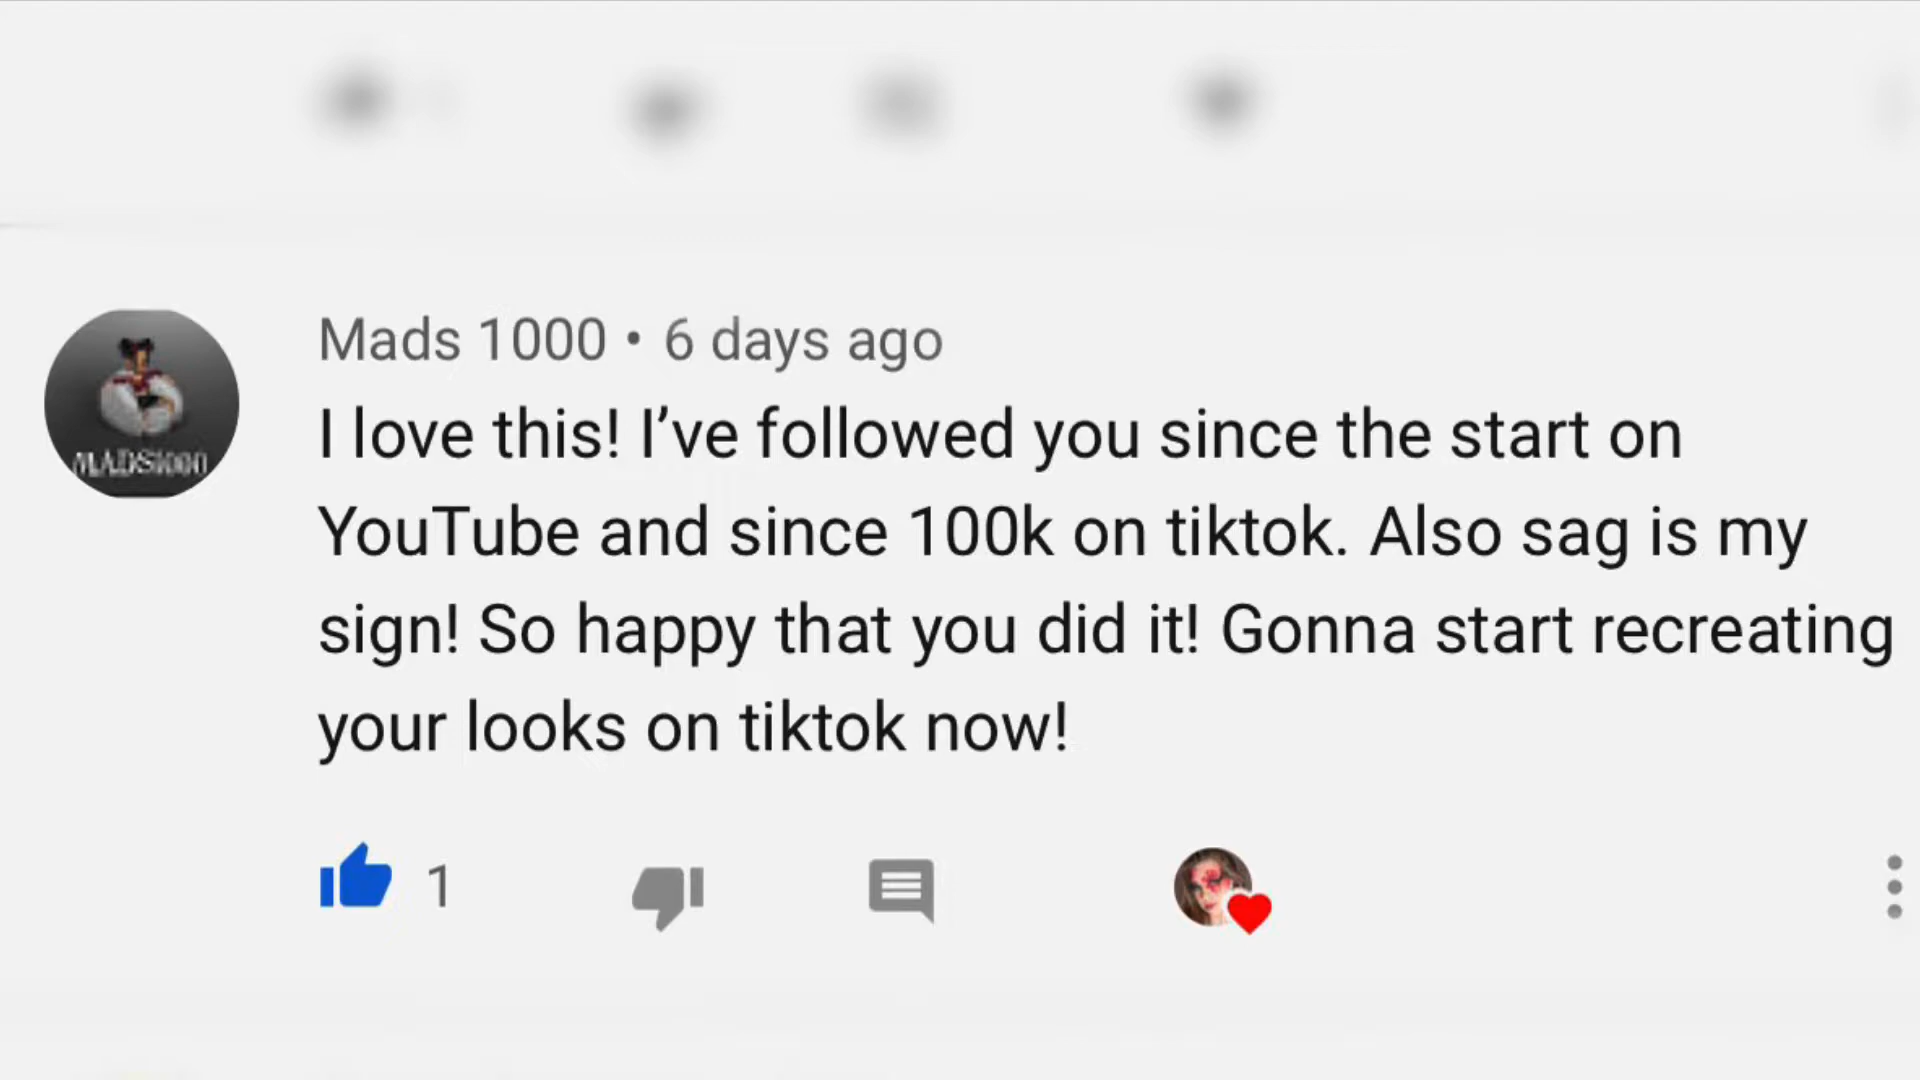 Mads 1000 • 6 days ago
I love this! I’ve followed you since the start on
YouTube and since 100k on tiktok. Also sag is my
sign! So happy that you did it! Gonna start recreating
your looks on tiktok now!
MADS1000
1